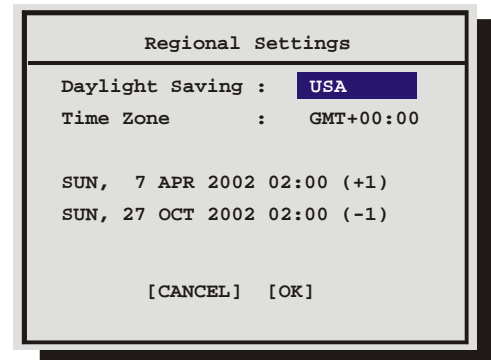 Regional Settings
Daylight Saving : USA
Time Zone : GMT+00:00
SUN, 7 APR 2002 02:00 (+1)
SUN, 27 OCT 2002 02:00 (-1)
[CANCEL] [OK]